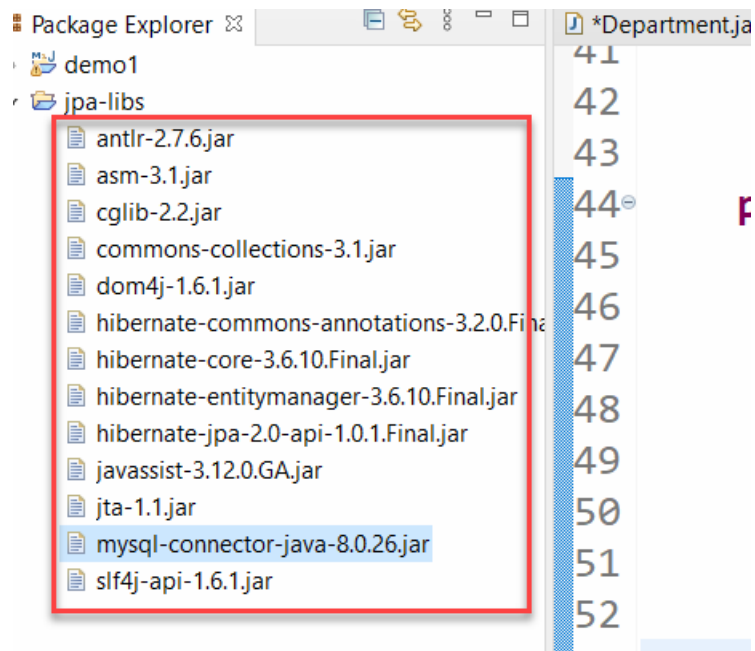 Package Explorer
*Department.ja
demo1
jpa-libs
antlr-2.7.6.jar
asm-3.1.jar
cglib-2.2.jar
commons-collections-3.1.jar
dom4j-1.6.1.jar
hibernate-commons-annotations-3.2.0.Fina
hibernate-core-3.6.10.Final.jar
hibernate-entitymanager-3.6.10.Final.jar
hibernate-jpa-2.0-api-1.0.1.Final.jar
javassist-3.12.0.GA.jar
jta-1.1.jar
mysql-connector-java-8.0.26.jar
slf4j-api-1.6.1.jar
41
42
43
44 p
45
46
47
48
49
50
51
52